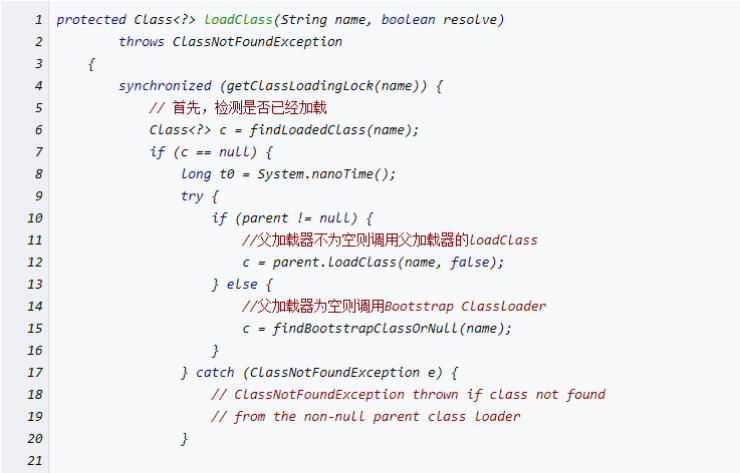 1 protected Class<?> loadClass(String name, boolean resolve)
2         throws ClassNotFoundException
3     {
4         synchronized (getClassLoadingLock(name)) {
5             // 首先，检测是否已经加载
6             Class<?> c = findLoadedClass(name);
7             if (c == null) {
8                 long t0 = System.nanoTime();
9                 try {
10                     if (parent != null) {
11                         //父加载器不为空则调用父加载器的loadClass
12                         c = parent.loadClass(name, false);
13                     } else {
14                         //父加载器为空则调用Bootstrap Classloader
15                         c = findBootstrapClassOrNull(name);
16                     }
17                 } catch (ClassNotFoundException e) {
18                     // ClassNotFoundException thrown if class not found
19                     // from the non-null parent class loader
20                 }
21